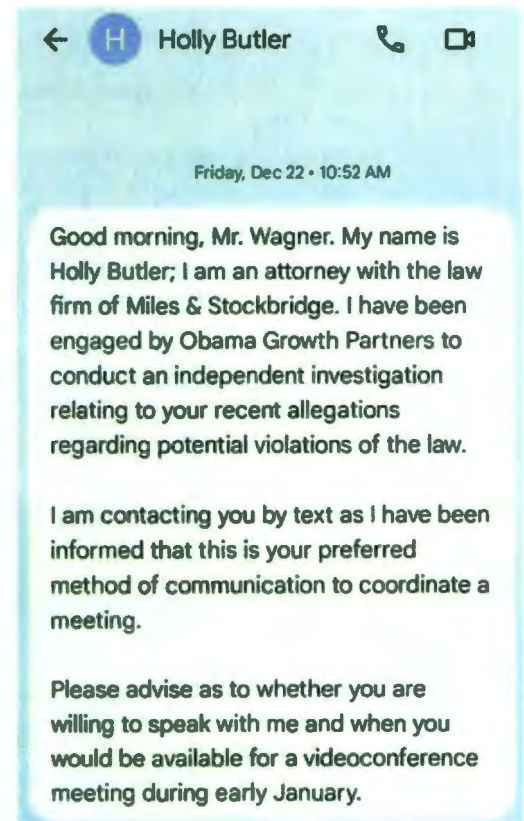 H Holly Butler
Friday, Dec 22 • 10:52 AM
Good morning, Mr. Wagner. My name is
Holly Butler; I am an attorney with the law
firm of Miles & Stockbridge. I have been
engaged by Obama Growth Partners to
conduct an independent investigation
relating to your recent allegations
regarding potential violations of the law.
I am contacting you by text as I have been
informed that this is your preferred
method of communication to coordinate a
meeting.
Please advise as to whether you are
willing to speak with me and when you
would be available for a videoconference
meeting during early January.